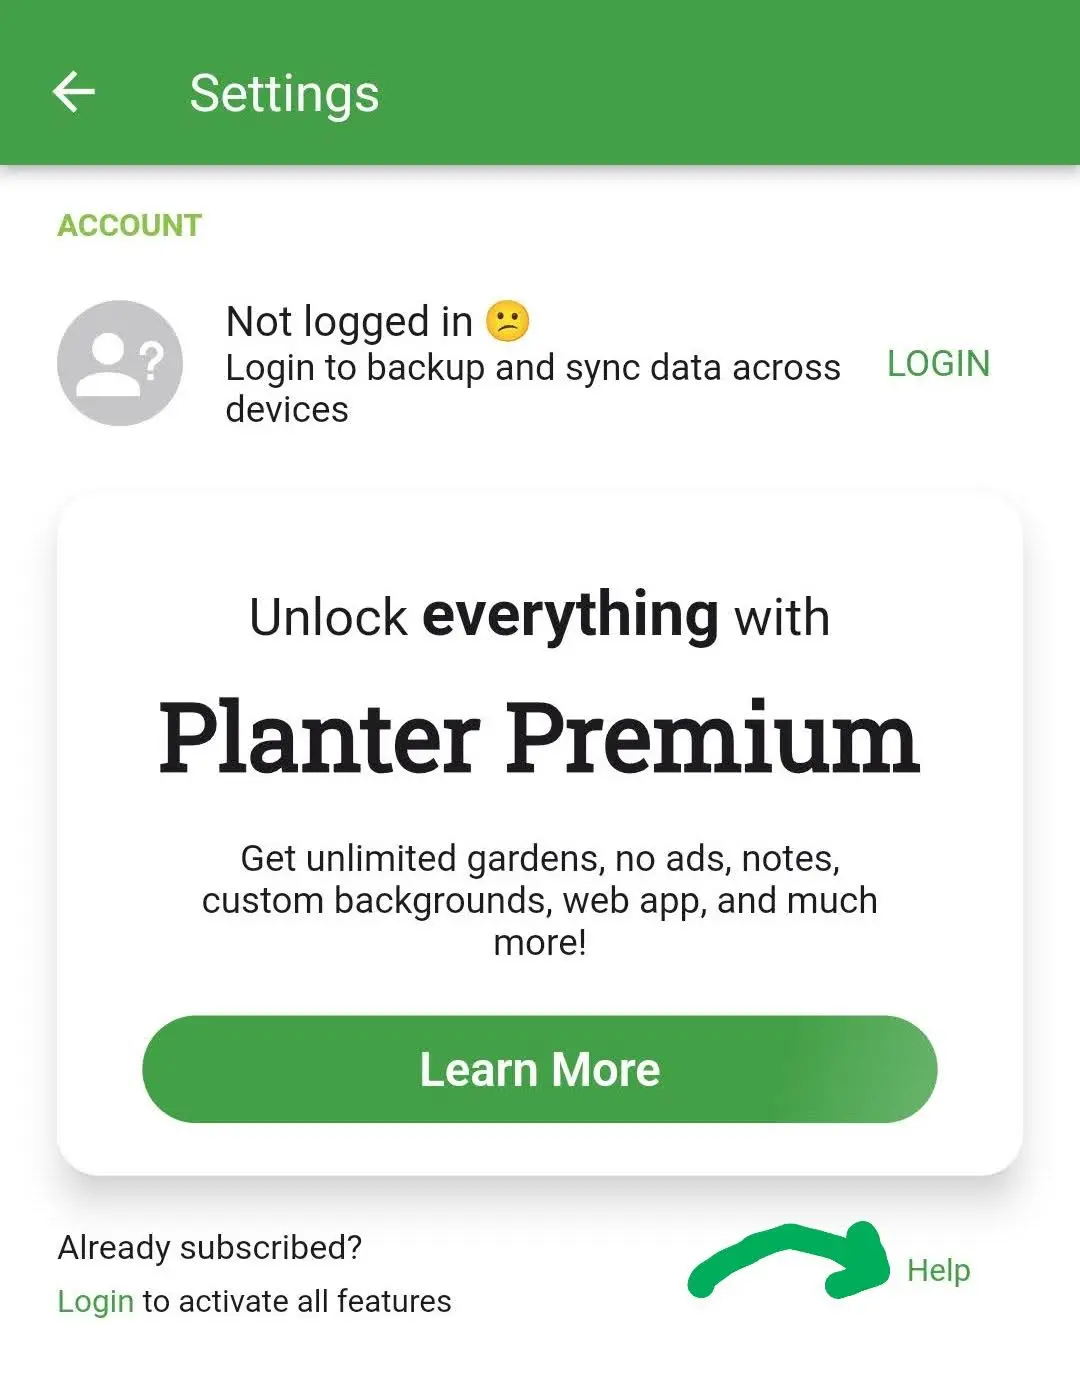 Settings
ACCOUNT
Not logged in 😕
Login to backup and sync data across
devices
LOGIN
Unlock everything with
Planter Premium
Get unlimited gardens, no ads, notes,
custom backgrounds, web app, and much
more!
Learn More
Already subscribed?
Login to activate all features
Help